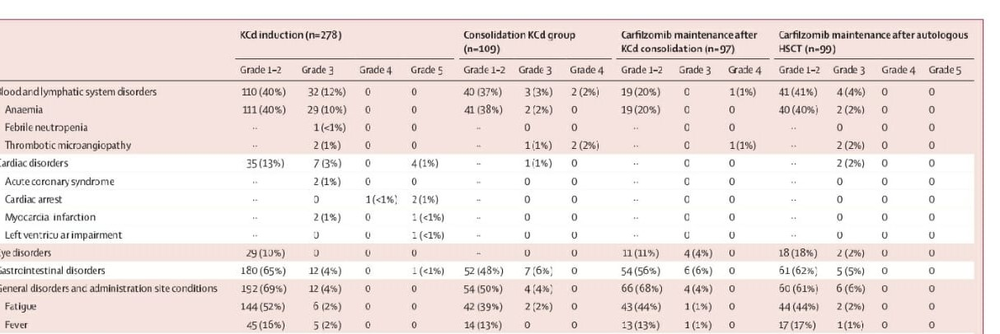 KCd induction (n=278) Consolidation KCd group Carfilzomib maintenance after Carfilzomib maintenance after autologous
(n=109) KCd consolidation (n=97) HSCT (n=99)
Grade 1–2 Grade 3 Grade 4 Grade 5 Grade 1–2 Grade 3 Grade 4 Grade 1–2 Grade 3 Grade 4 Grade 1–2 Grade 3 Grade 4 Grade 5
lood and lymphatic system disorders 110 (40%) 32 (12%) 0 0 40 (37%) 3 (3%) 2 (2%) 19 (20%) 0 1 (1%) 41 (41%) 4 (4%) 0 0
Anaemia 111 (40%) 29 (10%) 0 0 41 (38%) 2 (2%) 0 19 (20%) 0 0 40 (40%) 2 (2%) 0 0
Febrile neutropenia ·· 1 (<1%) 0 0 ·· 0 0 ·· 0 0 ·· 0 0 0
Thrombotic microangiopathy ·· 2 (1%) 0 0 ·· 1 (1%) 2 (2%) ·· 0 1 (1%) ·· 2 (2%) 0 0
ardiac disorders 35 (13%) 7 (3%) 0 4 (1%) ·· 1 (1%) 0 ·· 0 0 ·· 2 (2%) 0 0
Acute coronary syndrome ·· 2 (1%) 0 0 ·· 0 0 ·· 0 0 ·· 0 0 0
Cardiac arrest ·· 0 1 (<1%) 2 (1%) ·· 0 0 ·· 0 0 ·· 0 0 0
Myocardia infarction ·· 2 (1%) 0 1 (<1%) ·· 0 0 ·· 0 0 ·· 0 0 0
Left ventricu ar impairment ·· 0 0 1 (<1%) ·· 0 0 ·· 0 0 ·· 0 0 0
ye disorders 29 (10%) 0 0 0 ·· 0 0 11 (11%) 4 (4%) 0 18 (18%) 2 (2%) 0 0
astrointestinal disorders 180 (65%) 12 (4%) 0 1 (<1%) 52 (48%) 7 (6%) 0 54 (56%) 6 (6%) 0 61 (62%) 5 (5%) 0 0
eneral disorders and administration site conditions 192 (69%) 12 (4%) 0 0 54 (50%) 4 (4%) 0 66 (68%) 4 (4%) 0 60 (61%) 6 (6%) 0 0
Fatigue 144 (52%) 6 (2%) 0 0 42 (39%) 2 (2%) 0 43 (44%) 1 (1%) 0 44 (44%) 2 (2%) 0 0
Fever 45 (16%) 5 (2%) 0 0 14 (13%) 0 0 13 (13%) 1 (1%) 0 17 (17%) 1 (1%) 0 0